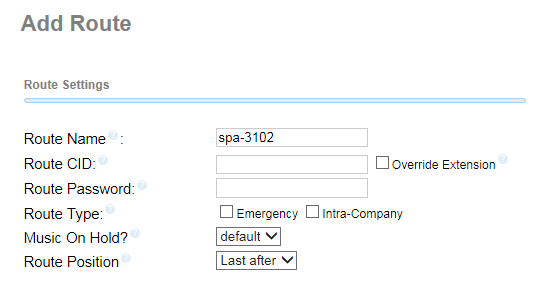 Add Route
Route Settings
Route Name? : spa-3102
Route CID:? Override Extension?
Route Password:?
Route Type:? Emergency Intra-Company
Music On Hold?? default
Route Position? Last after